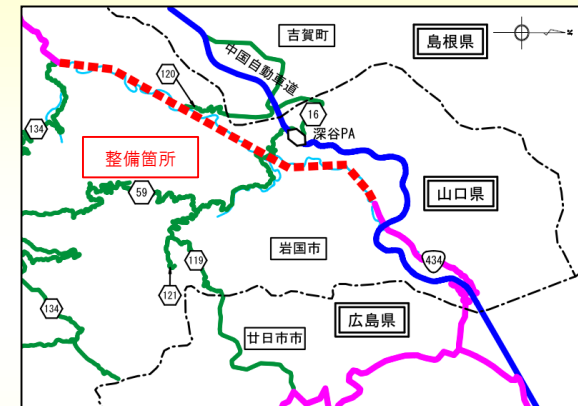 吉賀町
島根県
中国自動車道
120
16
深谷PA
134
整備箇所
59
山口県
岩国市
119
434
121
134
広島県
廿日市市